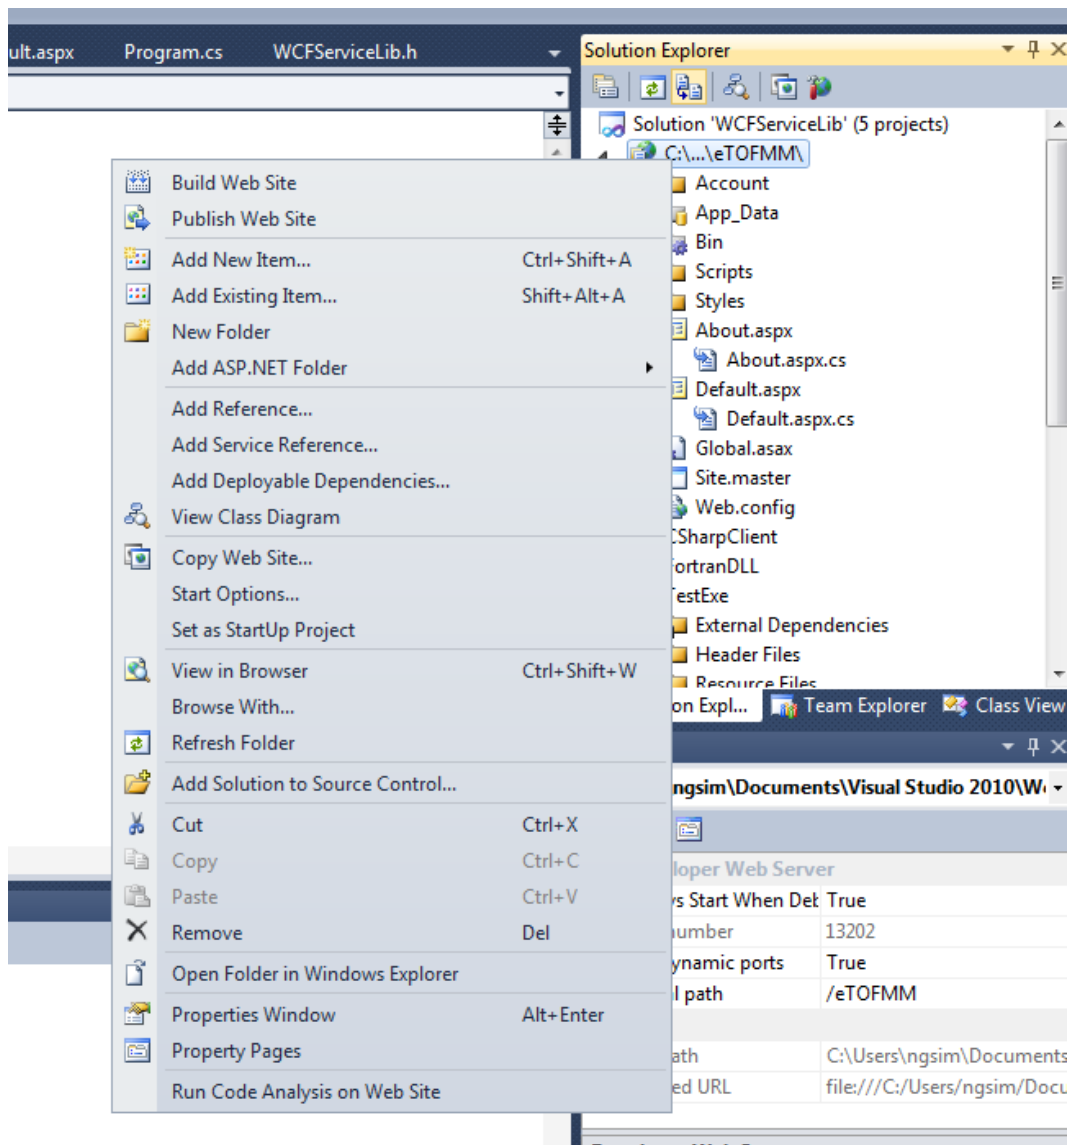 ult.aspx Program.cs WCFServiceLib.h
Solution Explorer
Solution 'WCFServiceLib' (5 projects)
C:\...\eTOFMM\
Account
App_Data
Bin
Scripts
Styles
About.aspx
About.aspx.cs
Default.aspx
Default.aspx.cs
Global.asax
Site.master
Web.config
CSharpClient
FortranDLL
TestExe
External Dependencies
Header Files
Resource Files
Build Web Site
Publish Web Site
Add New Item... Ctrl+Shift+A
Add Existing Item... Shift+Alt+A
New Folder
Add ASP.NET Folder
Add Reference...
Add Service Reference...
Add Deployable Dependencies...
View Class Diagram
Copy Web Site...
Start Options...
Set as StartUp Project
View in Browser Ctrl+Shift+W
Browse With...
Refresh Folder
Add Solution to Source Control...
Cut Ctrl+X
Copy Ctrl+C
Paste Ctrl+V
Remove Del
Open Folder in Windows Explorer
Properties Window Alt+Enter
Property Pages
Run Code Analysis on Web Site
on Expl... Team Explorer Class View
ngsim\Documents\Visual Studio 2010\W
loper Web Server
s Start When Det True
umber 13202
ynamic ports True
l path /eTOFMM
ath C:\Users\ngsim\Documents
ed URL file:///C:/Users/ngsim/Docu